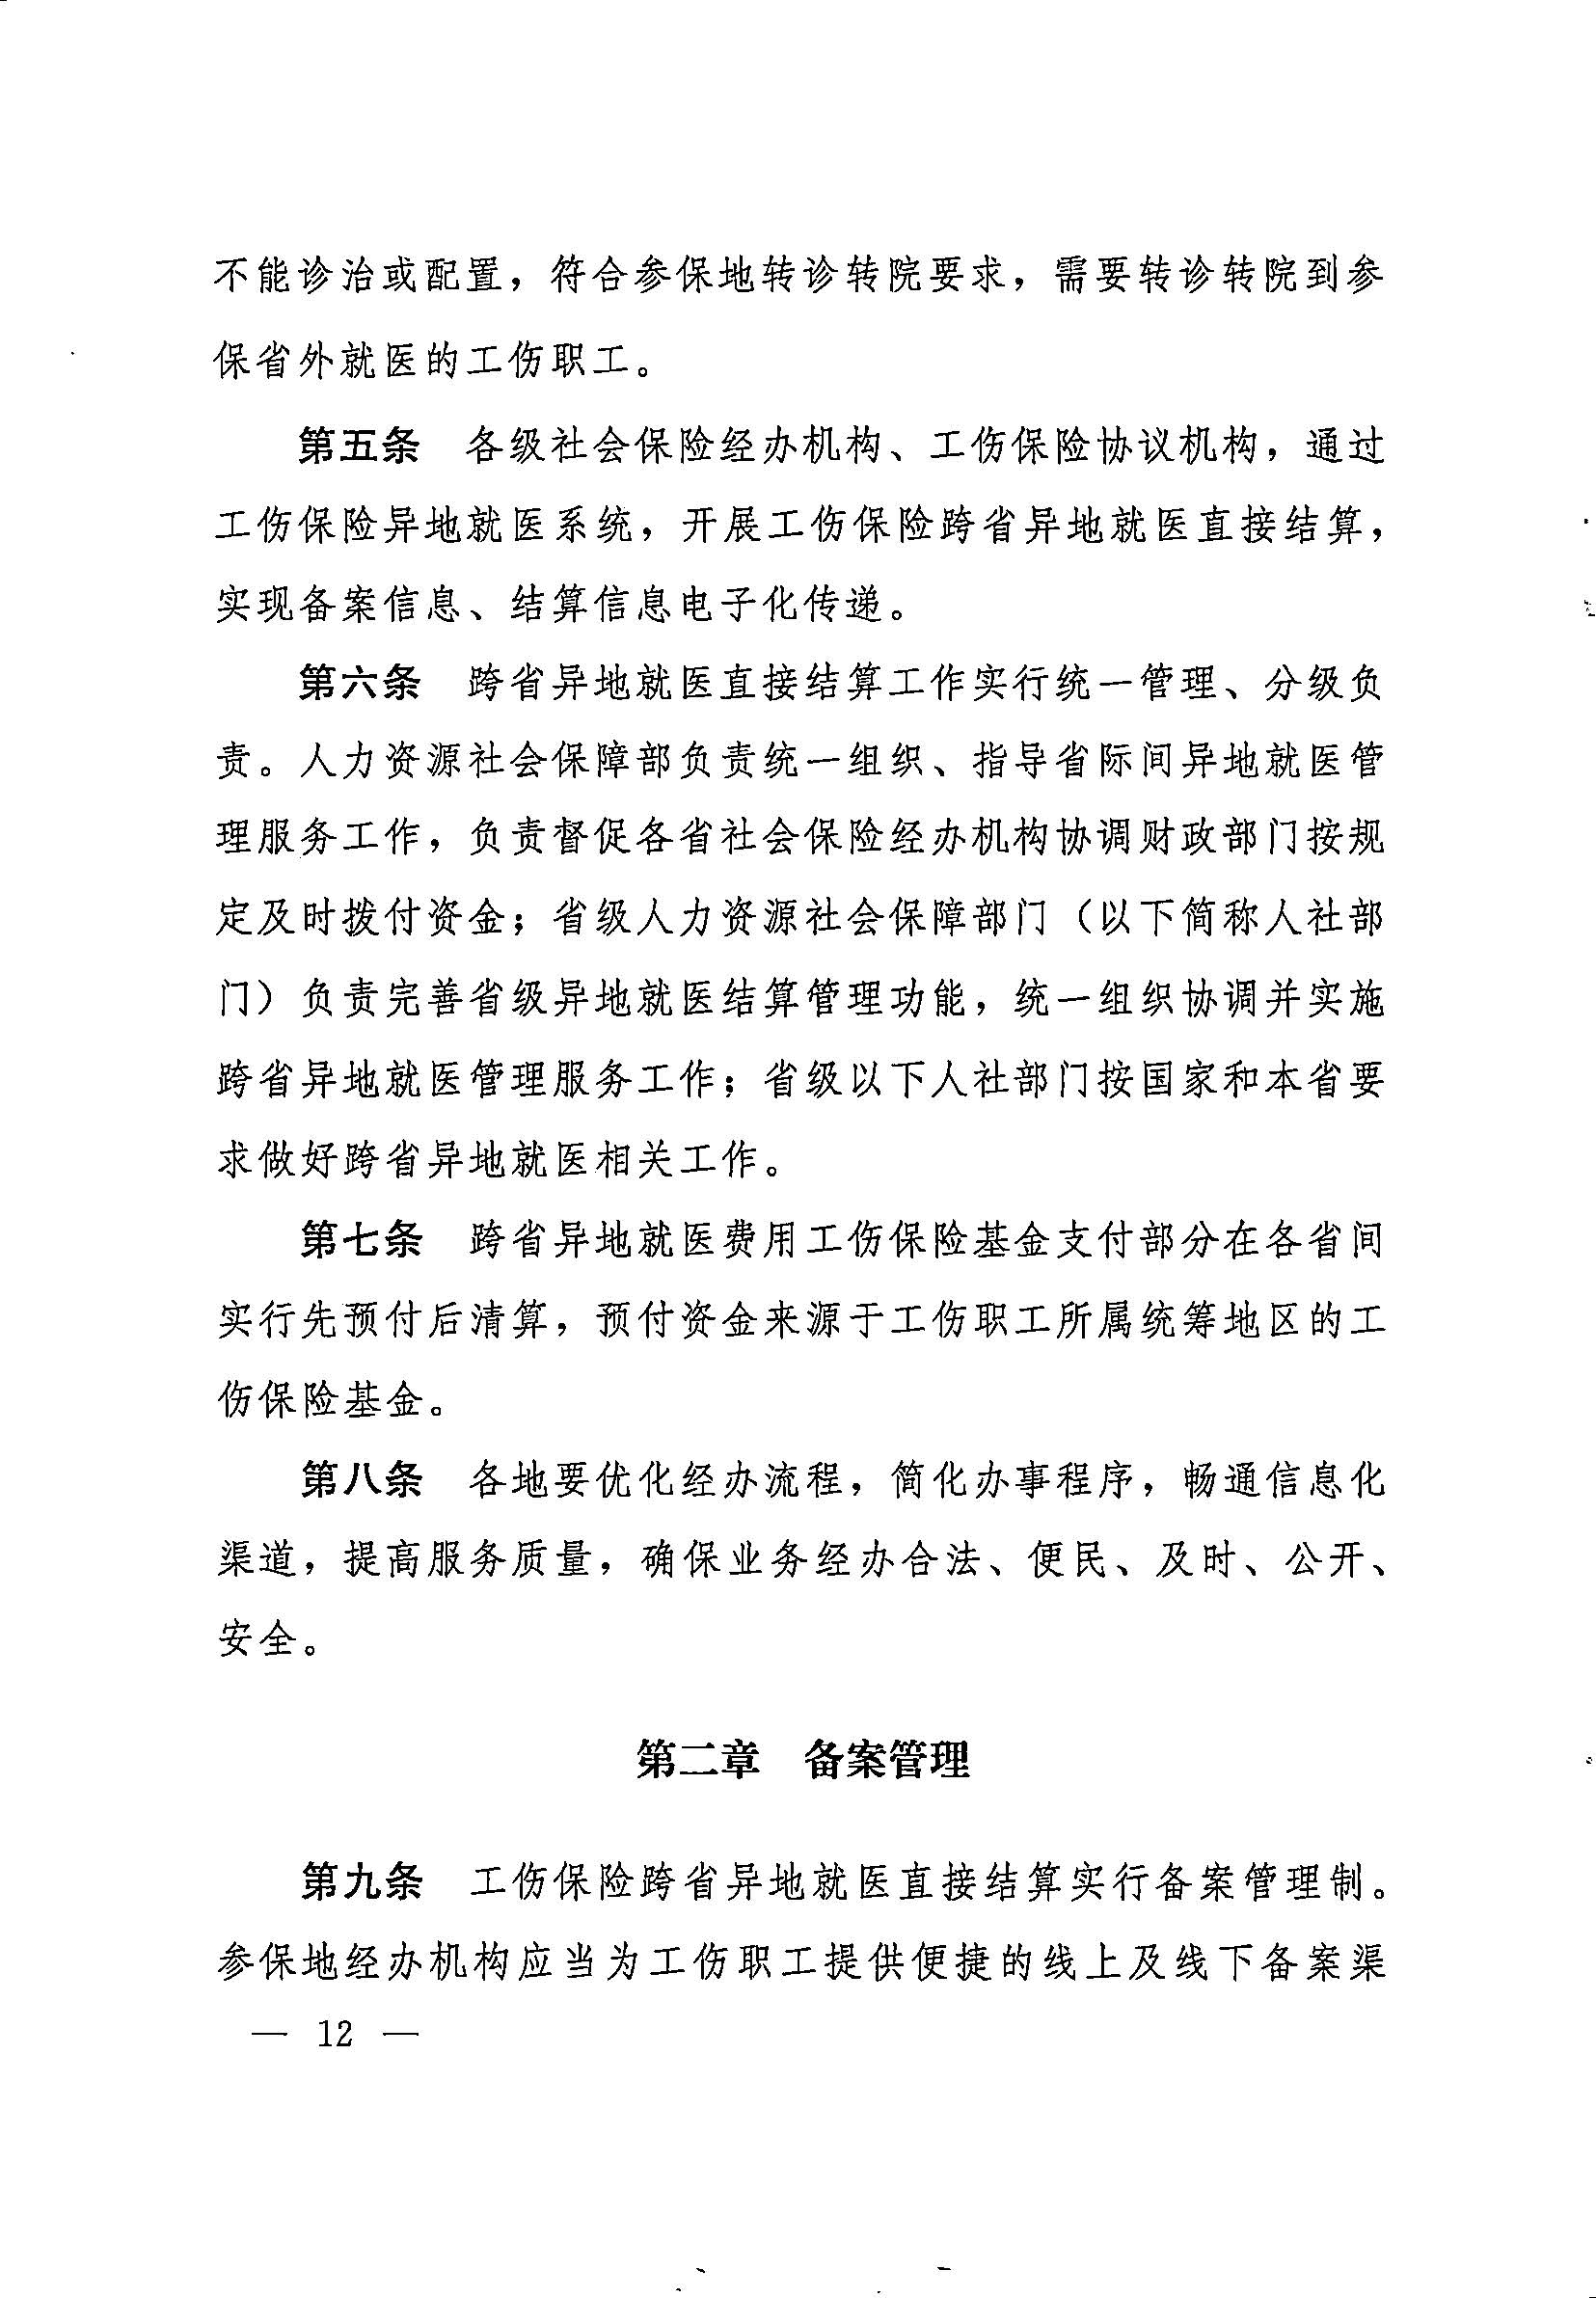 不能诊治或配置，符合参保地转诊转院要求，需要转诊转院到参
保省外就医的工伤职工。
第五条　各级社会保险经办机构、工伤保险协议机构，通过
工伤保险异地就医系统，开展工伤保险跨省异地就医直接结算，
实现备案信息、结算信息电子化传递。
第六条　跨省异地就医直接结算工作实行统一管理、分级负
责。人力资源社会保障部负责统一组织、指导省际间异地就医管
理服务工作，负责督促各省社会保险经办机构协调财政部门按规
定及时拨付资金；省级人力资源社会保障部门（以下简称人社部
门）负责完善省级异地就医结算管理功能，统一组织协调并实施
跨省异地就医管理服务工作；省级以下人社部门按国家和本省要
求做好跨省异地就医相关工作。
第七条　跨省异地就医费用工伤保险基金支付部分在各省间
实行先预付后清算，预付资金来源于工伤职工所属统筹地区的工
伤保险基金。
第八条　各地要优化经办流程，简化办事程序，畅通信息化
渠道，提高服务质量，确保业务经办合法、便民、及时、公开、
安全。
第二章　备案管理
第九条　工伤保险跨省异地就医直接结算实行备案管理制。
参保地经办机构应当为工伤职工提供便捷的线上及线下备案渠
— 12 —